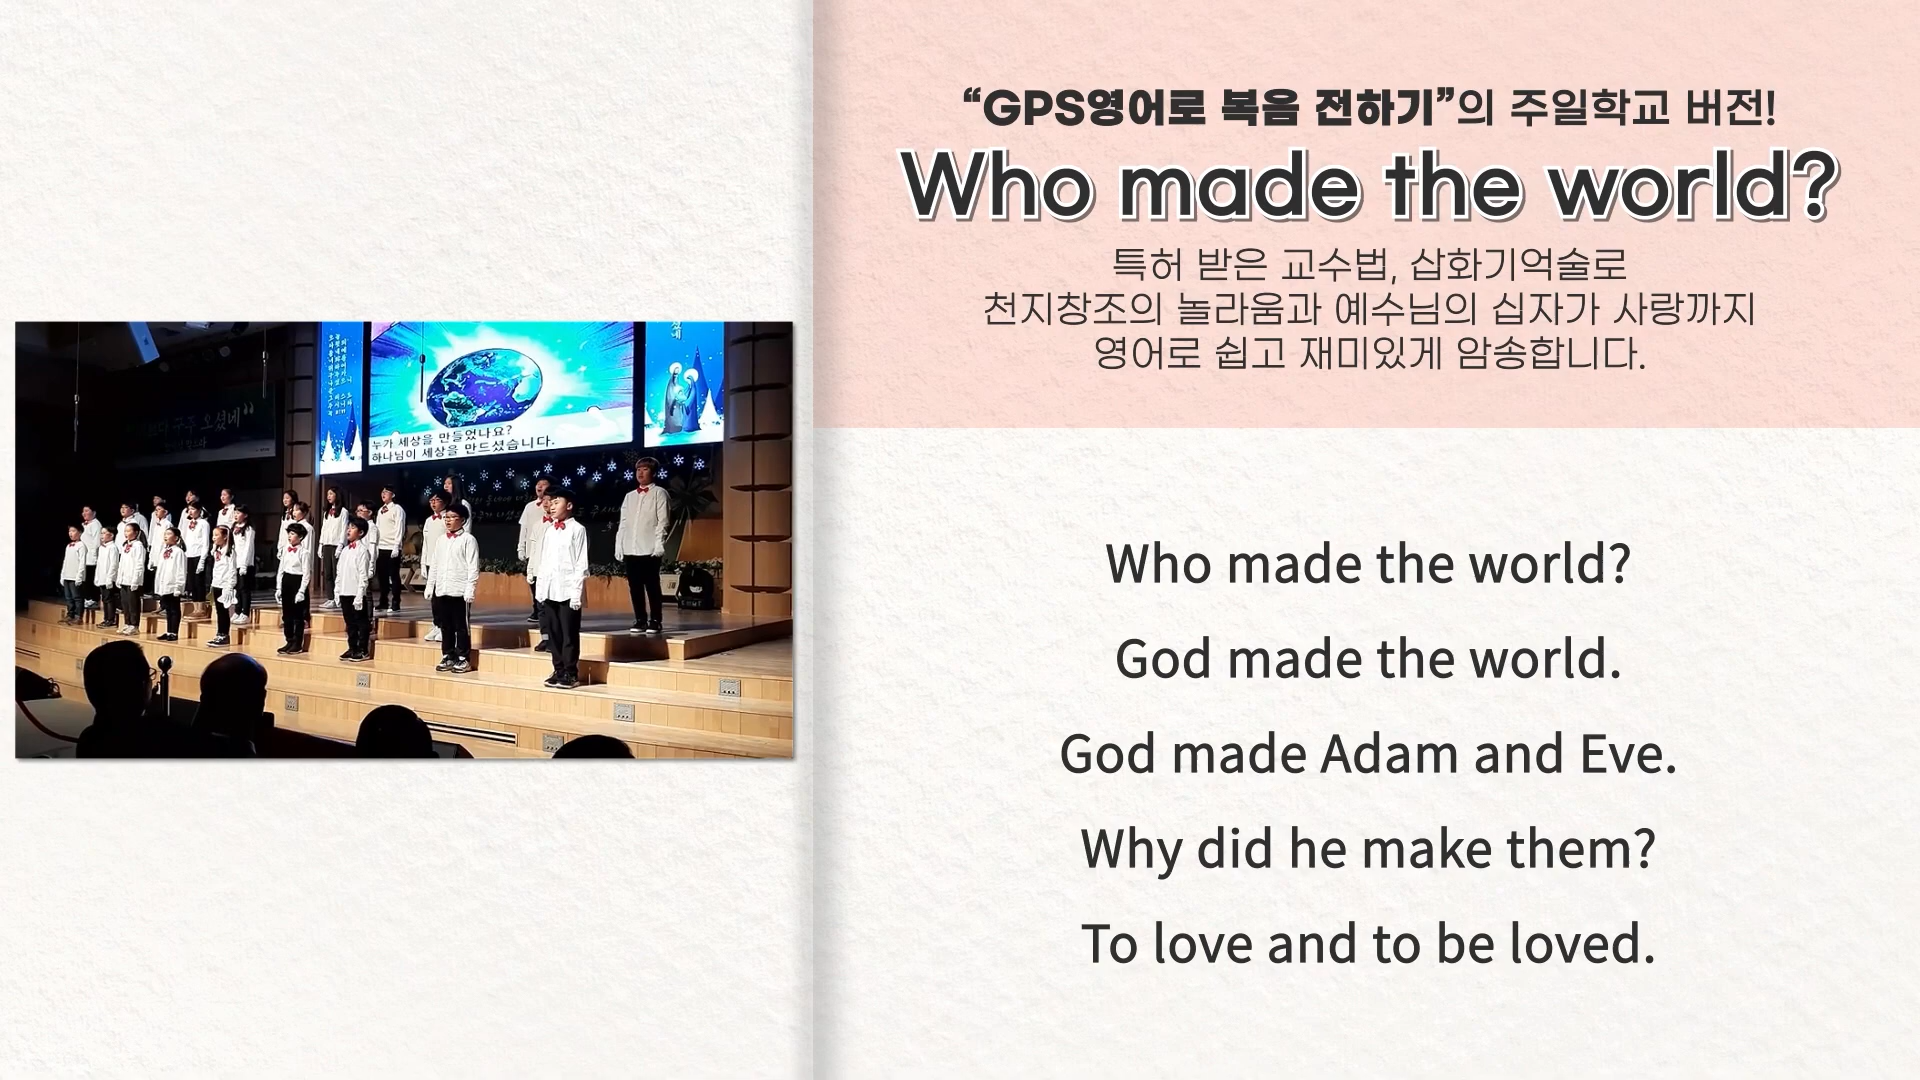 “GPS영어로 복음 전하기”의 주일학교 버전!
Who made the world?
특허 받은 교수법, 삽화기억술로
천지창조의 놀라움과 예수님의 십자가 사랑까지
영어로 쉽고 재미있게 암송합니다.
누가 세상을 만들었나요?
하나님이 세상을 만드셨습니다.
구주 오셨네”
Who made the world?
God made the world.
God made Adam and Eve.
Why did he make them?
To love and to be loved.